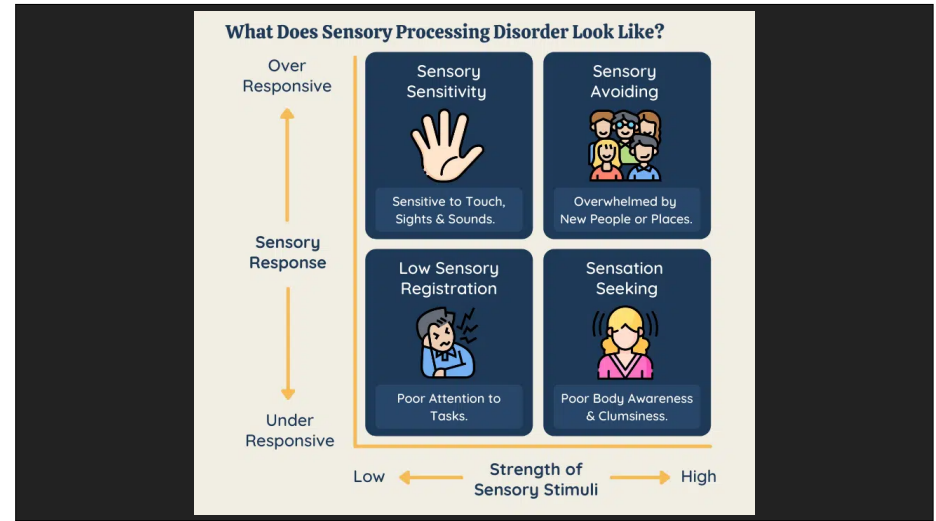 What Does Sensory Processing Disorder Look Like?
Over
Responsive
Sensory
Response
Under
Responsive
Sensory
Sensitivity
Sensitive to Touch,
Sights & Sounds.
Sensory
Avoiding
Overwhelmed by
New People or Places.
Low Sensory
Registration
Poor Attention to
Tasks.
Sensation
Seeking
Poor Body Awareness
& Clumsiness.
Low
Strength of
Sensory Stimuli
High